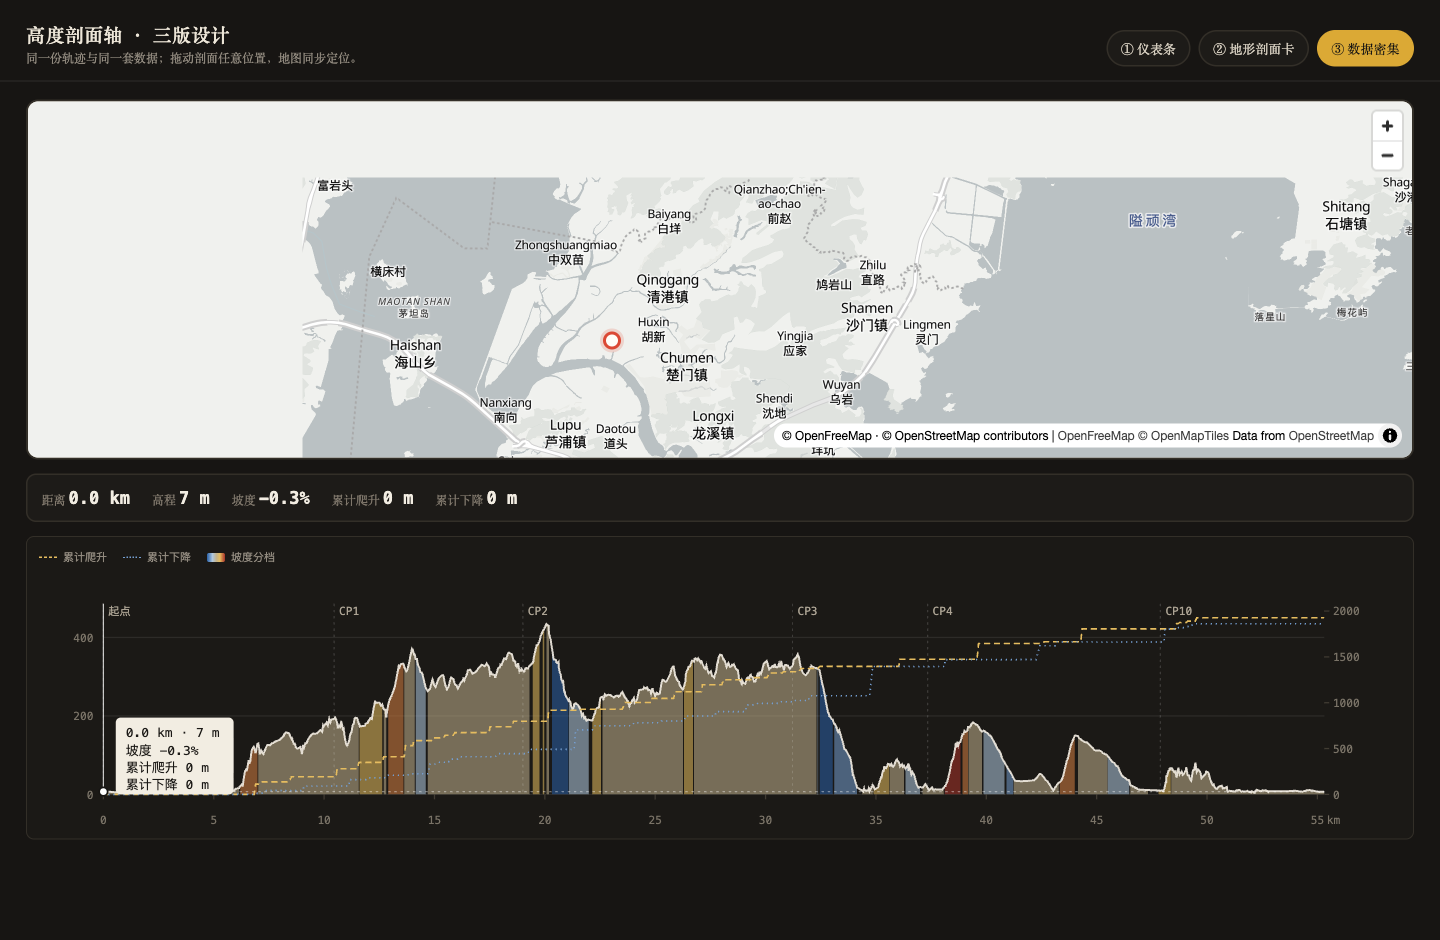 高度剖面轴 · 三版设计
同一份轨迹与同一套数据；拖动剖面任意位置，地图同步定位。
① 仪表条
② 地形剖面卡
③ 数据密集
富岩头
Qianzhao;Ch'ien-
ao-chao
前赵
Shitang
石塘镇
Baiyang
白垟
隘顽湾
Zhongshuangmiao
中双苗
横床村
Zhilu
直路
Qinggang
清港镇
鸠岩山
MAOTAN SHAN
茅坦岛
Shamen
沙门镇
落星山
梅花屿
Huxin
胡新
Lingmen
灵门
Haishan
海山乡
Yingjia
应家
Chumen
楚门镇
Wuyan
乌岩
Nanxiang
南向
Shendi
沈地
Lupu
芦浦镇
Daotou
道头
Longxi
龙溪镇
© OpenFreeMap · © OpenStreetMap contributors | OpenFreeMap © OpenMapTiles Data from OpenStreetMap
距离 0.0 km 高程 7 m 坡度 −0.3% 累计爬升 0 m 累计下降 0 m
累计爬升 累计下降 坡度分档
起点 CP1 CP2 CP3 CP4 CP10
400
200
0
2000
1500
1000
500
0
0.0 km · 7 m
坡度 −0.3%
累计爬升 0 m
累计下降 0 m
0 5 10 15 20 25 30 35 40 45 50 55 km